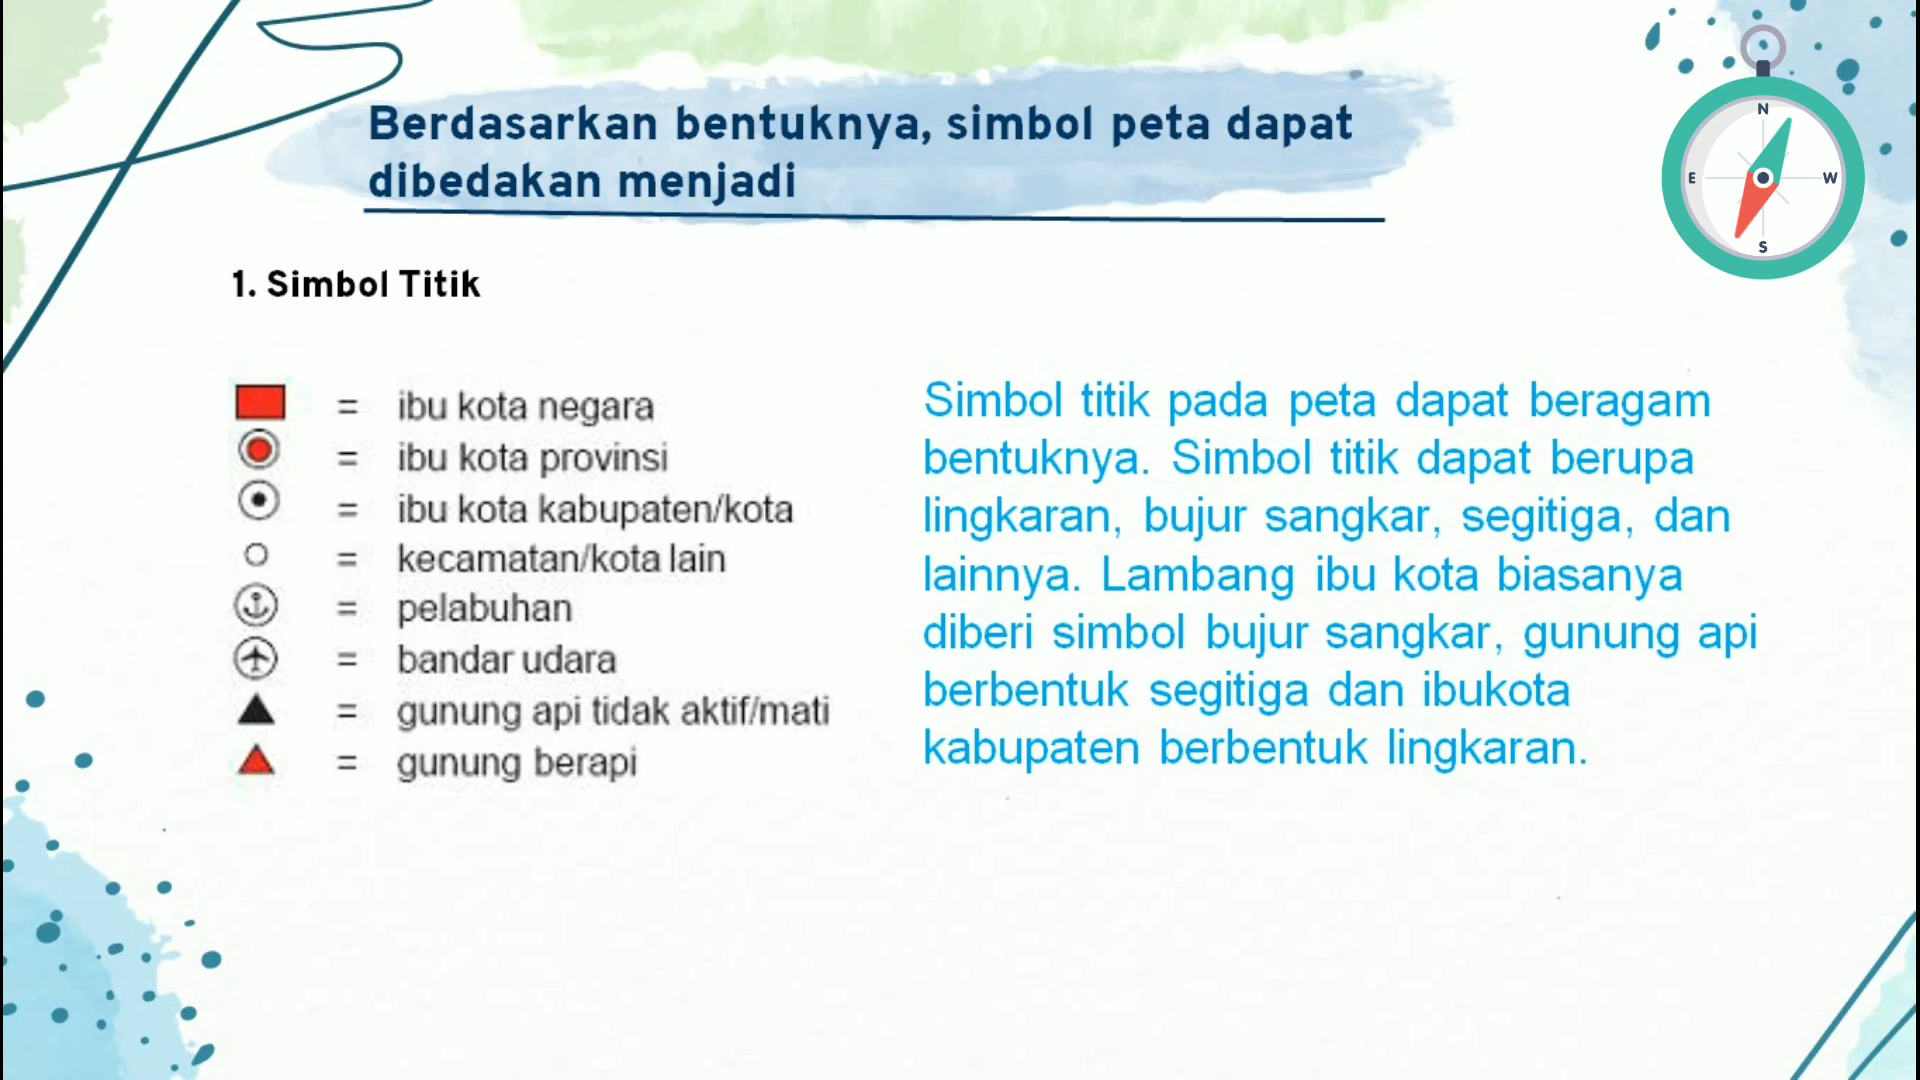 Berdasarkan bentuknya, simbol peta dapat
dibedakan menjadi
N
E
W
S
1. Simbol Titik
= ibu kota negara
= ibu kota provinsi
= ibu kota kabupaten/kota
= kecamatan/kota lain
= pelabuhan
= bandar udara
= gunung api tidak aktif/mati
= gunung berapi
Simbol titik pada peta dapat beragam
bentuknya. Simbol titik dapat berupa
lingkaran, bujur sangkar, segitiga, dan
lainnya. Lambang ibu kota biasanya
diberi simbol bujur sangkar, gunung api
berbentuk segitiga dan ibukota
kabupaten berbentuk lingkaran.